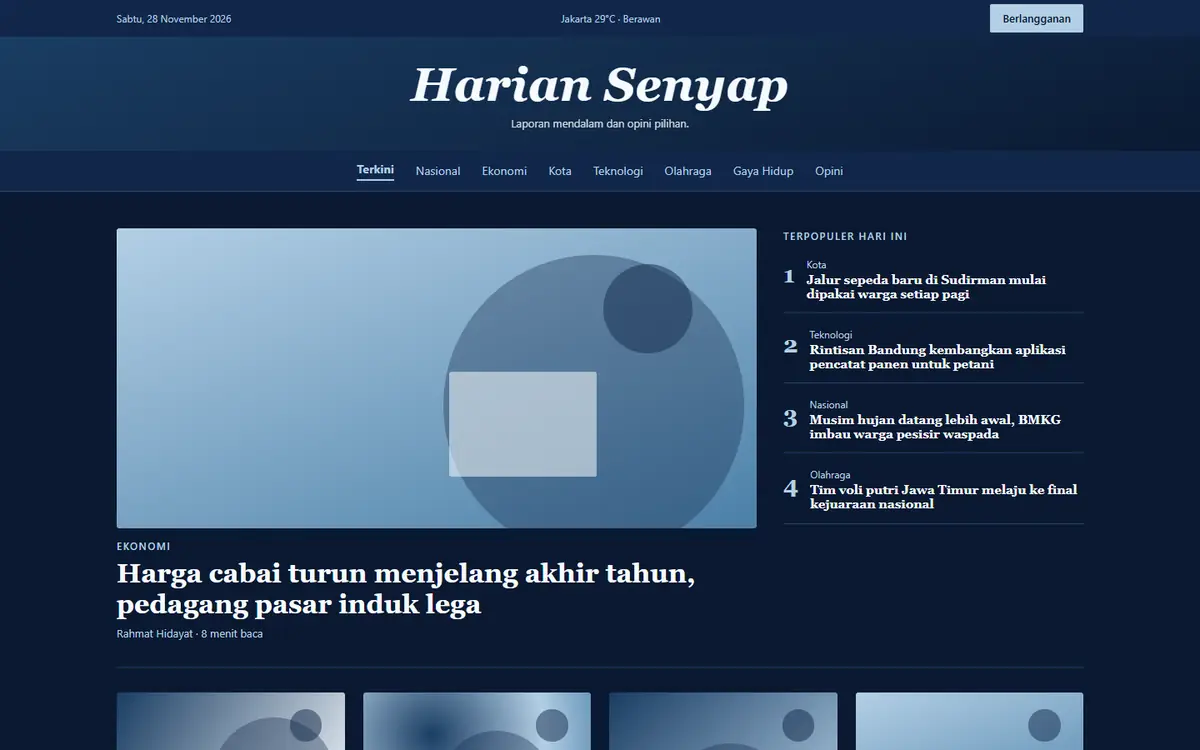 Sabtu, 28 November 2026
Jakarta 29°C · Berawan
Berlangganan
Harian Senyap
Laporan mendalam dan opini pilihan.
Terkini
Nasional
Ekonomi
Kota
Teknologi
Olahraga
Gaya Hidup
Opini
EKONOMI
Harga cabai turun menjelang akhir tahun,
pedagang pasar induk lega
Rahmat Hidayat · 8 menit baca
TERPOPULER HARI INI
1
Kota
Jalur sepeda baru di Sudirman mulai
dipakai warga setiap pagi
2
Teknologi
Rintisan Bandung kembangkan aplikasi
pencatat panen untuk petani
3
Nasional
Musim hujan datang lebih awal, BMKG
imbau warga pesisir waspada
4
Olahraga
Tim voli putri Jawa Timur melaju ke final
kejuaraan nasional